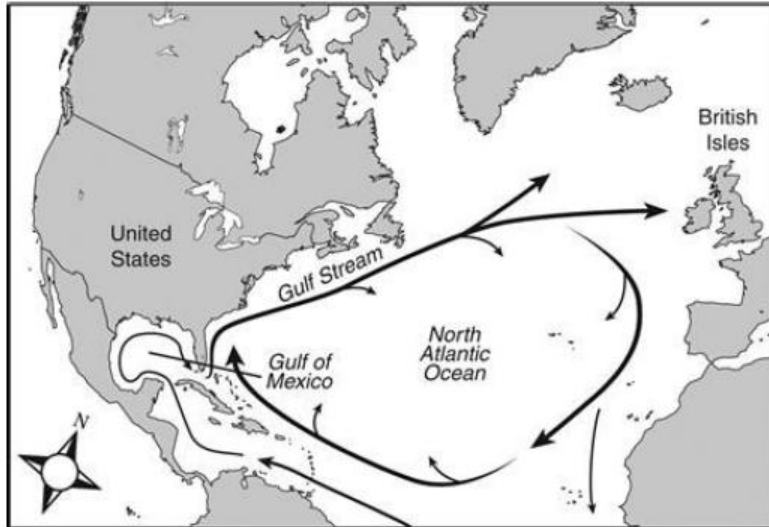 British
Isles
United
States
Gulf Stream
North
Atlantic
Ocean
Gulf of
Mexico
N